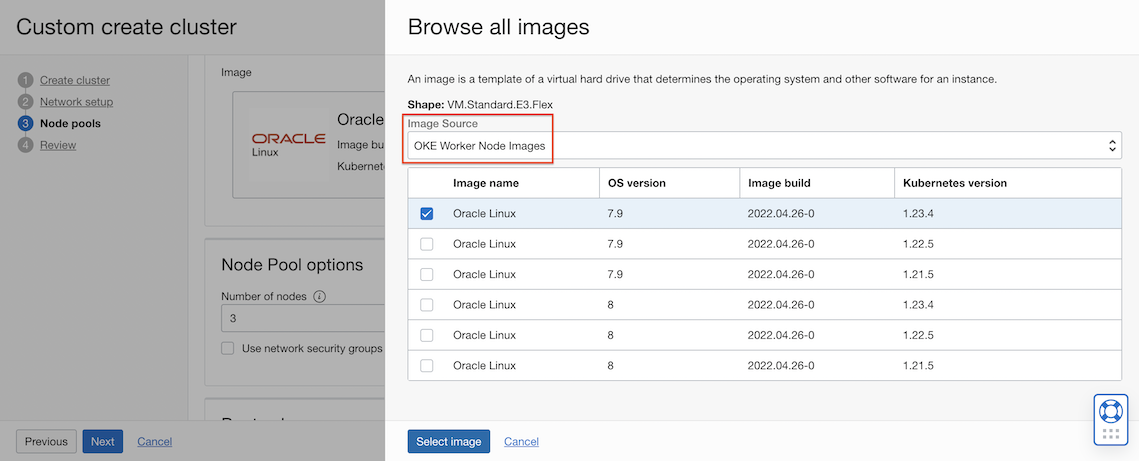 Custom create cluster
1 Create cluster
2 Network setup
3 Node pools
4 Review
Image
ORACLE
Linux
Oracle
Image bu
Kubernete
Node Pool options
Number of nodes i
3
Use network security groups
Previous
Next
Cancel
Browse all images
An image is a template of a virtual hard drive that determines the operating system and other software for an instance.
Shape: VM.Standard.E3.Flex
Image Source
OKE Worker Node Images
Image name OS version Image build Kubernetes version
Oracle Linux 7.9 2022.04.26-0 1.23.4
Oracle Linux 7.9 2022.04.26-0 1.22.5
Oracle Linux 7.9 2022.04.26-0 1.21.5
Oracle Linux 8 2022.04.26-0 1.23.4
Oracle Linux 8 2022.04.26-0 1.22.5
Oracle Linux 8 2022.04.26-0 1.21.5
Select image
Cancel